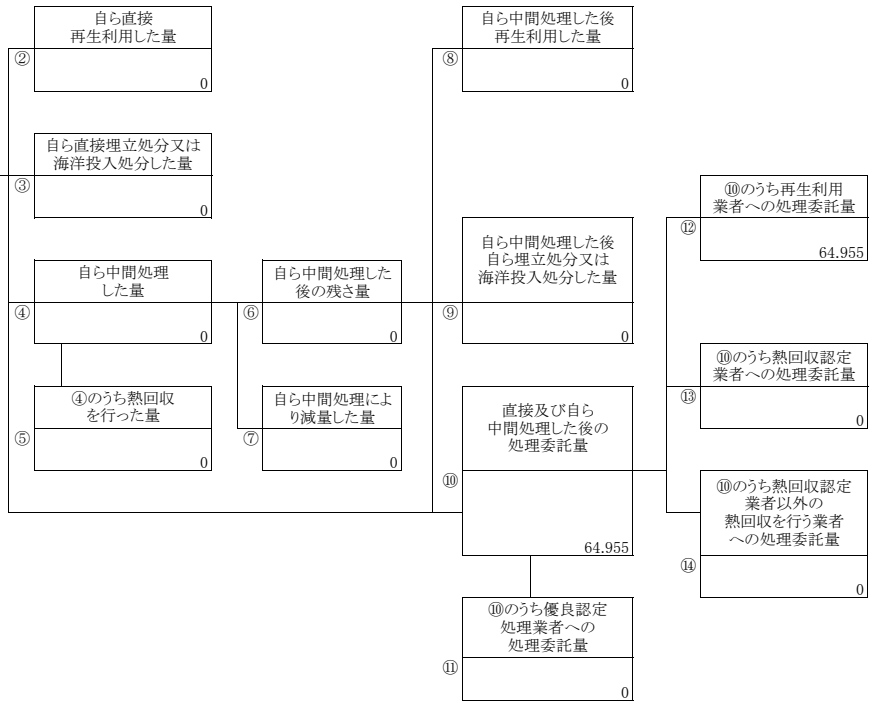 自ら直接
再生利用した量
②
0
自ら直接埋立処分又は
海洋投入処分した量
③
0
自ら中間処理
した量
④
0
④のうち熱回収
を行った量
⑤
0
自ら中間処理した
後の残さ量
⑥
0
自ら中間処理によ
り減量した量
⑦
0
自ら中間処理した後
再生利用した量
⑧
0
自ら中間処理した後
自ら埋立処分又は
海洋投入処分した量
⑨
0
直接及び自ら
中間処理した後の
処理委託量
⑩
64.955
⑩のうち優良認定
処理業者への
処理委託量
⑪
0
⑩のうち再生利用
業者への処理委託量
⑫
64.955
⑩のうち熱回収認定
業者への処理委託量
⑬
0
⑩のうち熱回収認定
業者以外の
熱回収を行う業者
への処理委託量
⑭
0